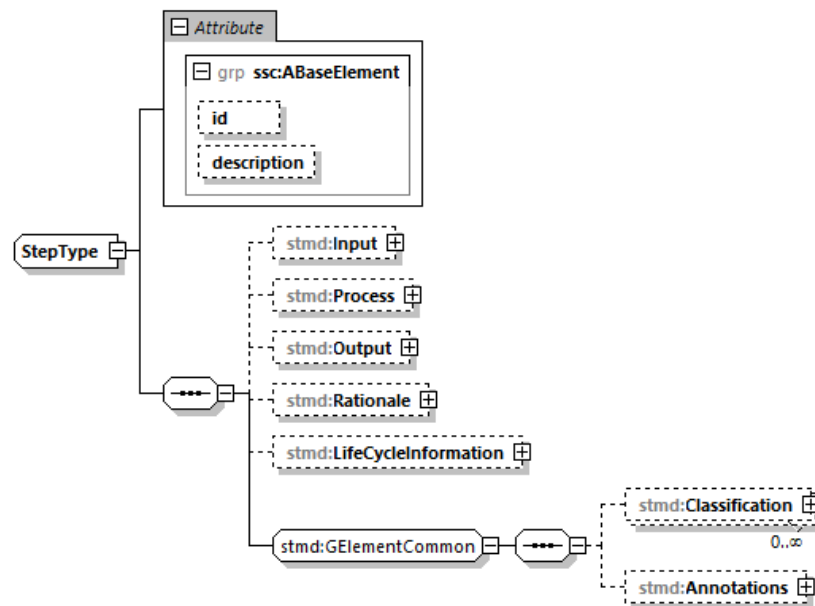 Attribute
grp ssc:ABaseElement
id
description
StepType
stmd:Input
stmd:Process
stmd:Output
stmd:Rationale
stmd:LifeCycleInformation
stmd:GElementCommon
stmd:Classification
0..∞
stmd:Annotations